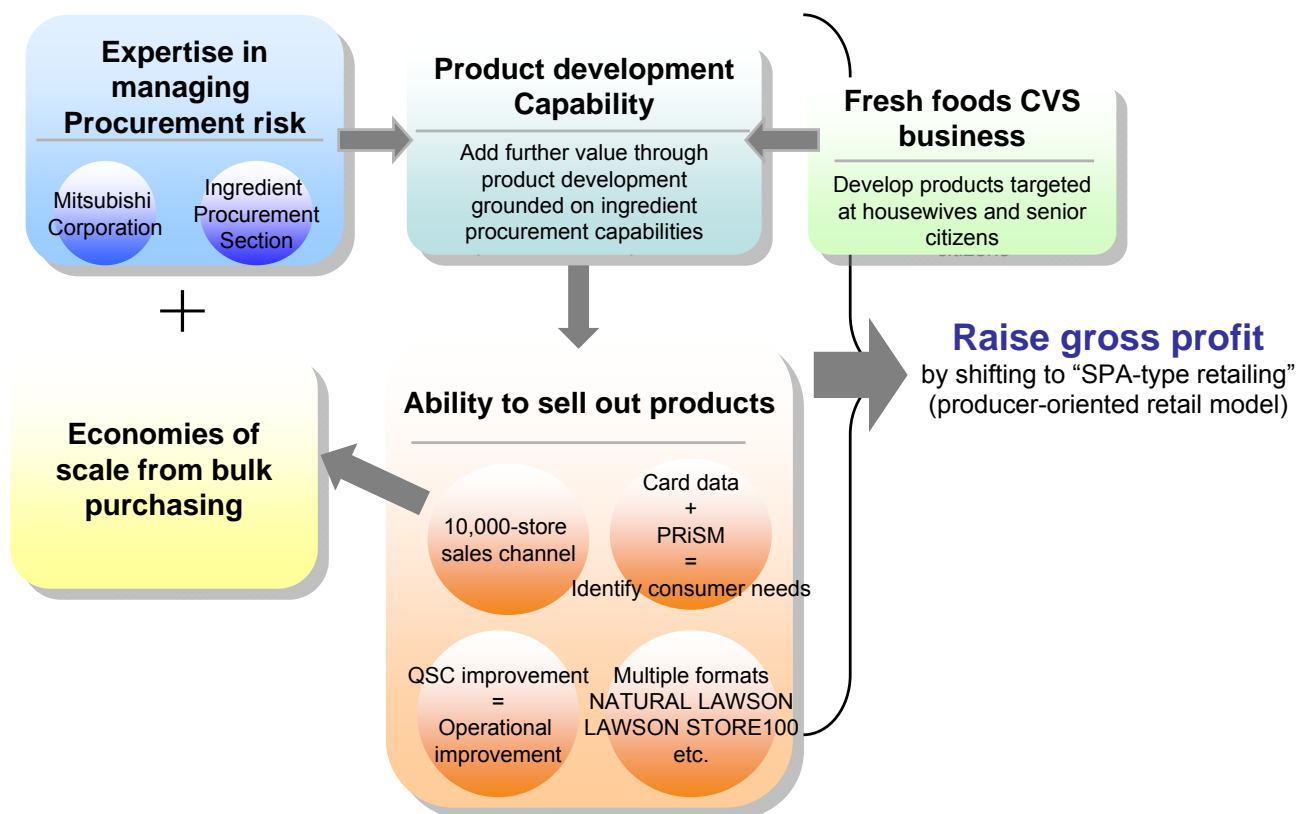 Expertise in
managing
Procurement risk
Mitsubishi
Corporation
Ingredient
Procurement
Section
Product development
Capability
Add further value through
product development
grounded on ingredient
procurement capabilities
Fresh foods CVS
business
Develop products targeted
at housewives and senior
citizens
Economies of
scale from bulk
purchasing
Ability to sell out products
10,000-store
sales channel
Card data
+
PRiSM
=
Identify consumer needs
QSC improvement
=
Operational
improvement
Multiple formats
NATURAL LAWSON
LAWSON STORE100
etc.
Raise gross profit
by shifting to “SPA-type retailing”
(producer-oriented retail model)